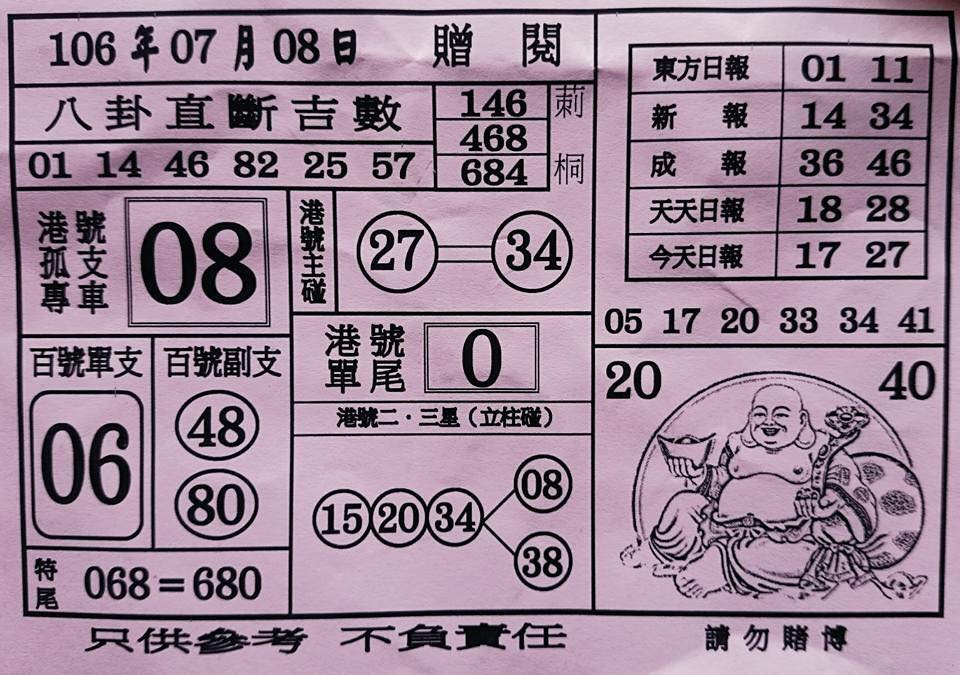 106年07月08日 贈 閱
八卦直斷吉數
01 14 46 82 25 57
146
468
684
莿
桐
東方日報 01 11
新 報 14 34
成 報 36 46
天天日報 18 28
今天日報 17 27
05 17 20 33 34 41
港號
孤支
專車
08
港號主碰
27 34
港號
單尾
0
百號單支
06
百號副支
48
80
港號二·三星（立柱碰）
15 20 34
08
38
特尾
068＝680
20 40
只供參考 不負責任
請勿賭博